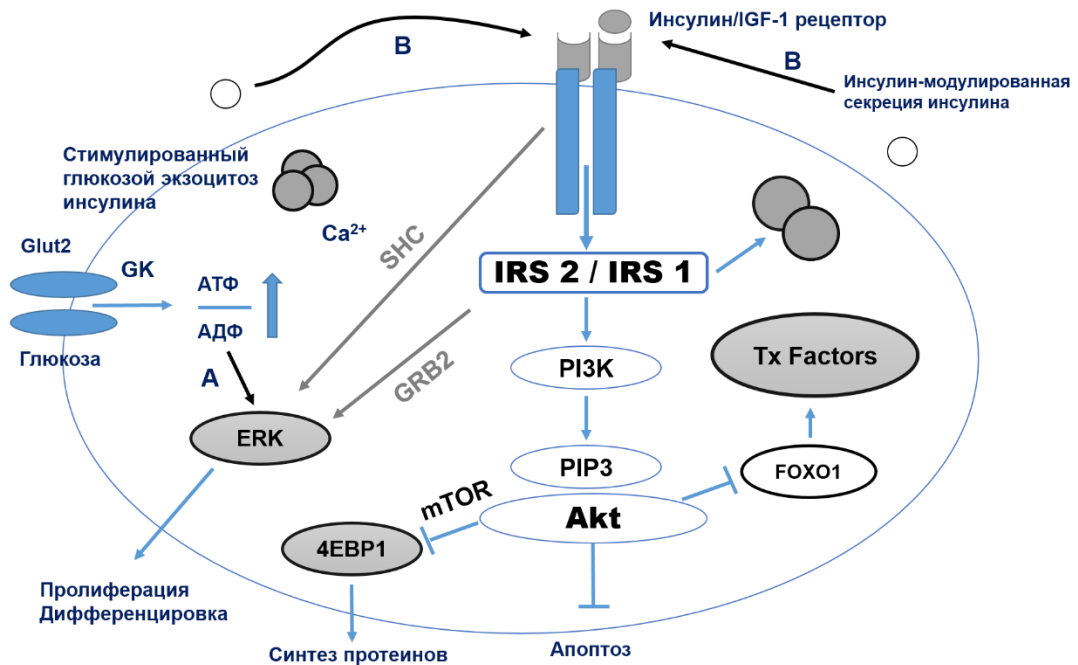 Инсулин/IGF-1 рецептор
B
B
Инсулин-модулированная
секреция инсулина
Стимулированный
глюкозой экзоцитоз
инсулина
Ca²⁺
SHC
Glut2
GK
АТФ
АДФ
Глюкоза
A
IRS 2 / IRS 1
GRB2
PI3K
Tx Factors
ERK
PIP3
FOXO1
mTOR
Akt
4EBP1
Пролиферация
Дифференцировка
Синтез протеинов
Апоптоз